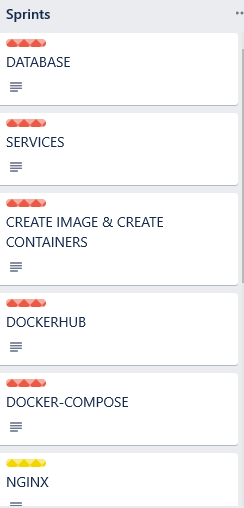 Sprints
DATABASE
SERVICES
CREATE IMAGE & CREATE
CONTAINERS
DOCKERHUB
DOCKER-COMPOSE
NGINX